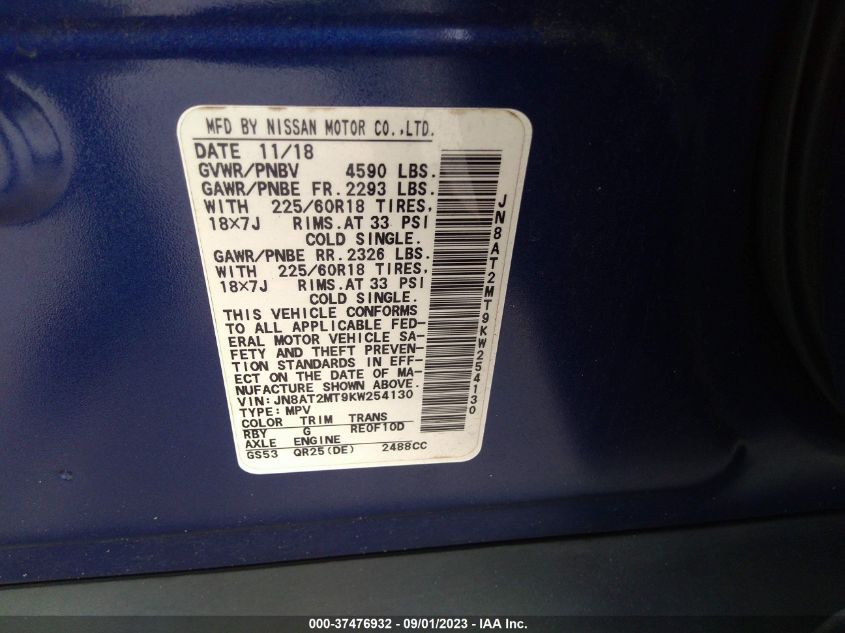 MFD BY NISSAN MOTOR CO.,LTD.
DATE 11/18
GVWR/PNBV 4590 LBS.
GAWR/PNBE FR. 2293 LBS.
WITH 225/60R18 TIRES,
18×7J RIMS.AT 33 PSI
COLD SINGLE.
GAWR/PNBE RR. 2326 LBS.
WITH 225/60R18 TIRES,
18×7J RIMS.AT 33 PSI
COLD SINGLE.
THIS VEHICLE CONFORMS
TO ALL APPLICABLE FED-
ERAL MOTOR VEHICLE SA-
FETY AND THEFT PREVEN-
TION STANDARDS IN EFF-
ECT ON THE DATE OF MA-
NUFACTURE SHOWN ABOVE.
VIN:JN8AT2MT9KW254130
TYPE:MPV
COLOR TRIM TRANS
RBY G RE0F10D
AXLE ENGINE
GS53 QR25(DE) 2488CC
JN8AT2MT9KW254130
000-37476932 - 09/01/2023 - IAA Inc.